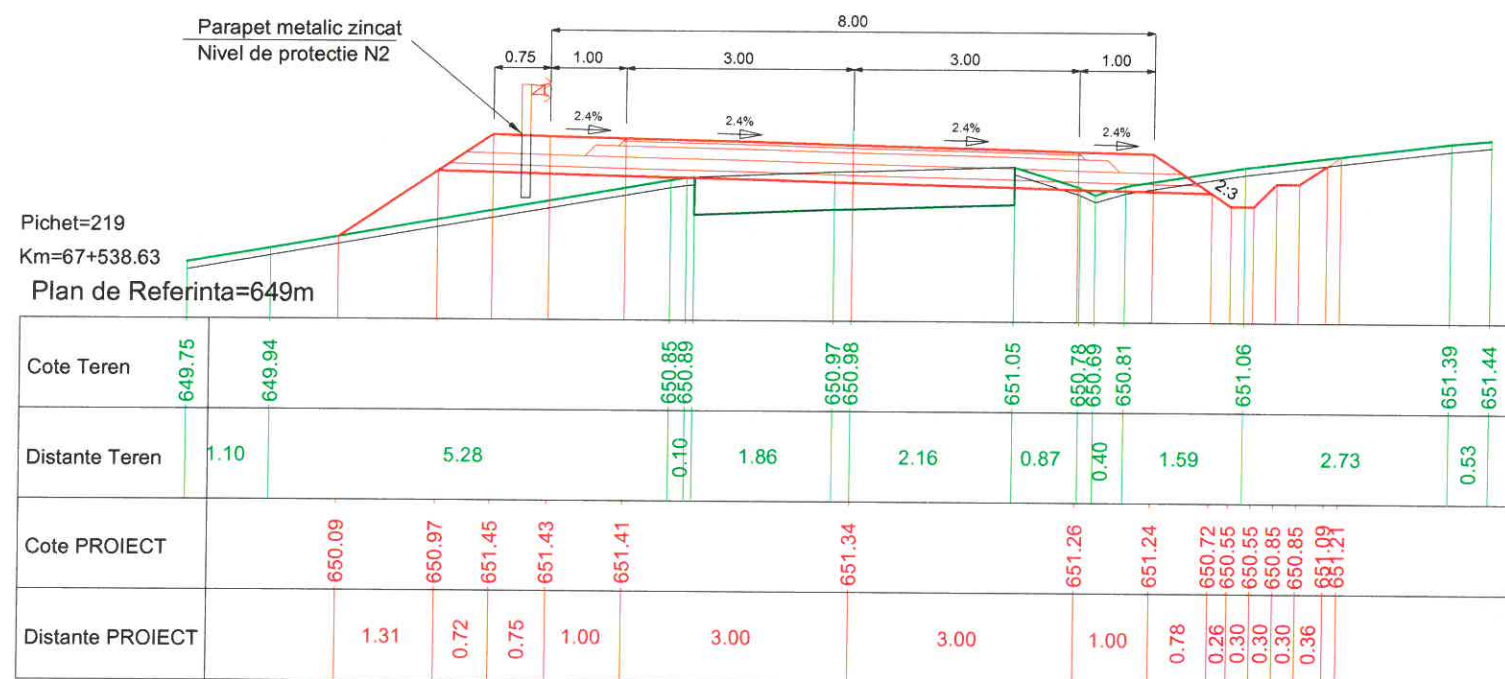 Parapet metalic zincat
Nivel de protectie N2
8.00
0.75 1.00 3.00 3.00 1.00
2.4% 2.4% 2.4% 2.4%
2:3
Pichet=219
Km=67+538.63
Plan de Referinta=649m
Cote Teren 649.75 649.94 650.85 650.89 650.97 650.98 651.05 650.78 650.69 650.81 651.06 651.39 651.44
Distante Teren 1.10 5.28 0.10 1.86 2.16 0.87 0.40 1.59 2.73 0.53
Cote PROIECT 650.09 650.97 651.45 651.43 651.41 651.34 651.26 651.24 650.72 650.55 650.55 650.85 650.85 651.09 651.21
Distante PROIECT 1.31 0.72 0.75 1.00 3.00 3.00 1.00 0.78 0.26 0.30 0.30 0.30 0.36